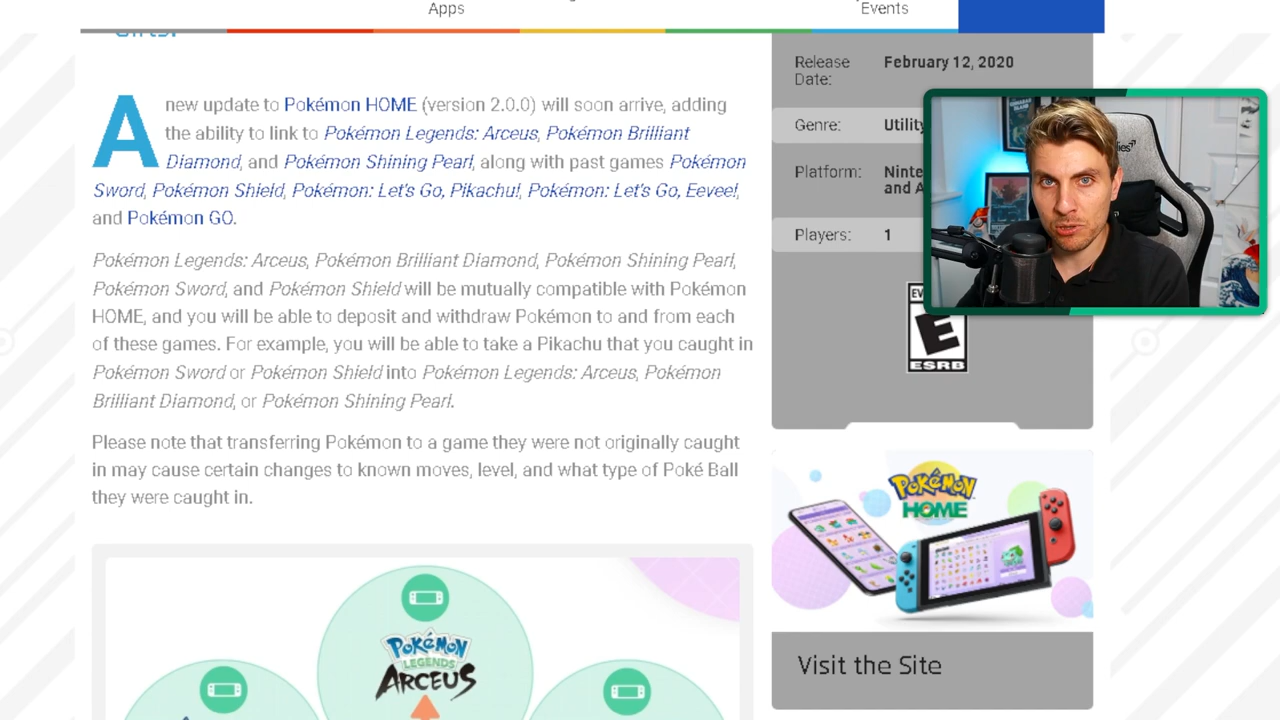 Apps
Events
Gifts.
A new update to Pokémon HOME (version 2.0.0) will soon arrive, adding
the ability to link to Pokémon Legends: Arceus, Pokémon Brilliant
Diamond, and Pokémon Shining Pearl, along with past games Pokémon
Sword, Pokémon Shield, Pokémon: Let's Go, Pikachu!, Pokémon: Let's Go, Eevee!,
and Pokémon GO.
Pokémon Legends: Arceus, Pokémon Brilliant Diamond, Pokémon Shining Pearl,
Pokémon Sword, and Pokémon Shield will be mutually compatible with Pokémon
HOME, and you will be able to deposit and withdraw Pokémon to and from each
of these games. For example, you will be able to take a Pikachu that you caught in
Pokémon Sword or Pokémon Shield into Pokémon Legends: Arceus, Pokémon
Brilliant Diamond, or Pokémon Shining Pearl.
Please note that transferring Pokémon to a game they were not originally caught
in may cause certain changes to known moves, level, and what type of Poké Ball
they were caught in.
POKÉMON
LEGENDS
ARCEUS
Release Date: February 12, 2020
Genre: Utility
Platform: Ninte
and A
Players: 1
EV
E
ESRB
POKÉMON
HOME
Visit the Site